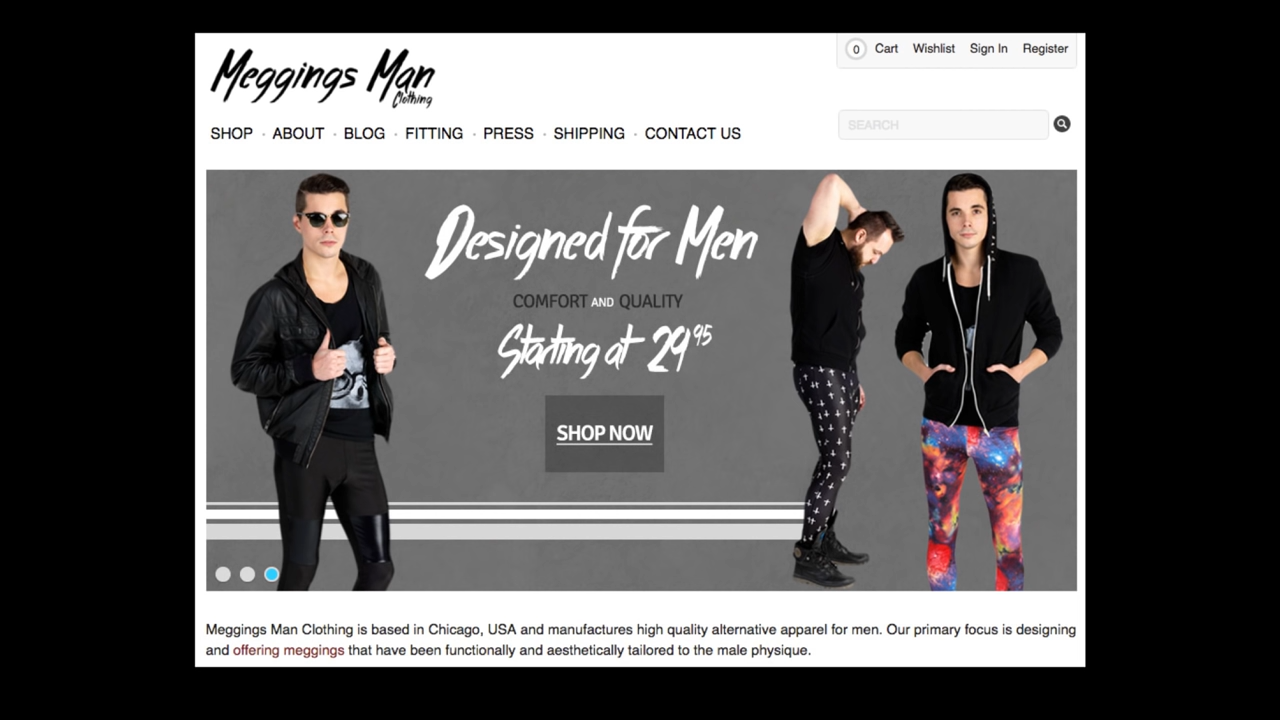 Meggings Man
Clothing
0 Cart Wishlist Sign In Register
SEARCH
SHOP · ABOUT · BLOG · FITTING · PRESS · SHIPPING · CONTACT US
Designed for Men
COMFORT AND QUALITY
Starting at 29 95
SHOP NOW
Meggings Man Clothing is based in Chicago, USA and manufactures high quality alternative apparel for men. Our primary focus is designing
and offering meggings that have been functionally and aesthetically tailored to the male physique.